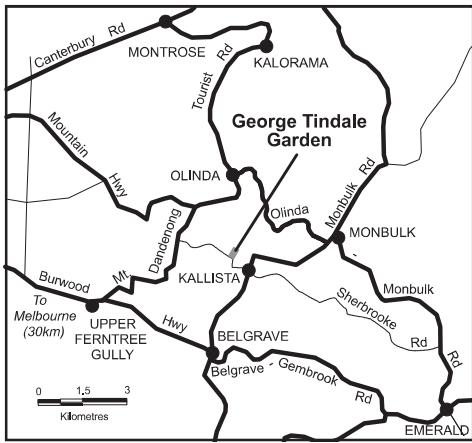 Canterbury Rd
MONTROSE
KALORAMA
Tourist Rd
Mountain Hwy
George Tindale
Garden
OLINDA
Olinda - Monbulk Rd
MONBULK
Mt. Dandenong
KALLISTA
Monbulk Rd
Burwood Hwy
To
Melbourne
(30km)
UPPER
FERNTREE
GULLY
Sherbrooke Rd
BELGRAVE
Belgrave - Gembrook Rd
EMERALD
0 1.5 3
Kilometres